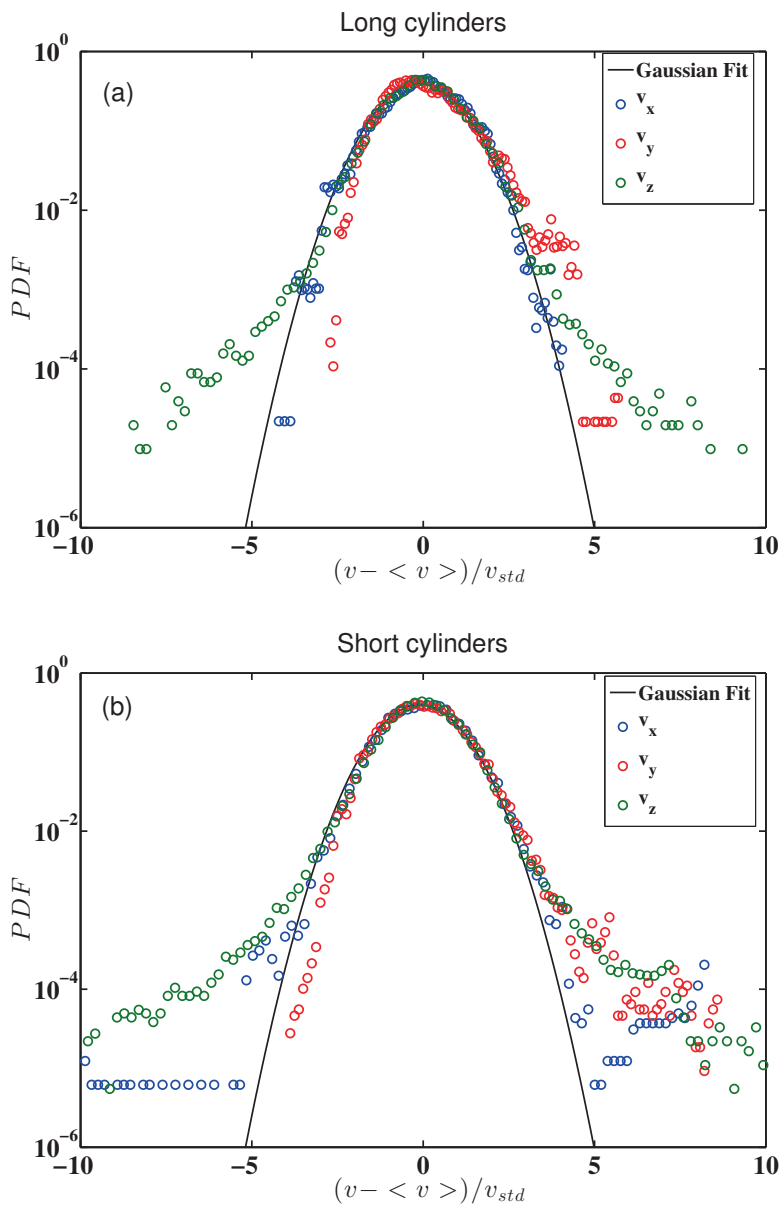 Long cylinders
(a)
Gaussian Fit
v_x
v_y
v_z
10^0
10^-2
10^-4
10^-6
PDF
−10 −5 0 5 10
(v− < v >)/v_std
Short cylinders
(b)
Gaussian Fit
v_x
v_y
v_z
10^0
10^-2
10^-4
10^-6
PDF
−10 −5 0 5 10
(v− < v >)/v_std